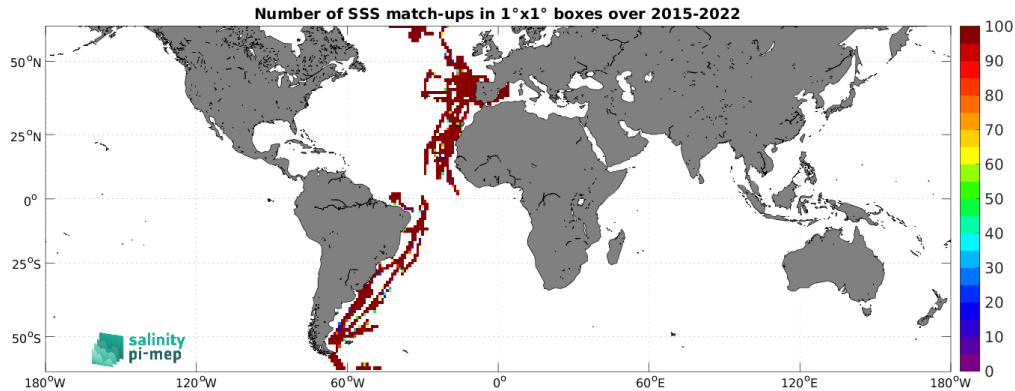 Number of SSS match-ups in 1°x1° boxes over 2015-2022
50°N
25°N
0°
25°S
50°S
180°W
120°W
60°W
0°
60°E
120°E
180°W
100
90
80
70
60
50
40
30
20
10
0
salinity
pi-mep